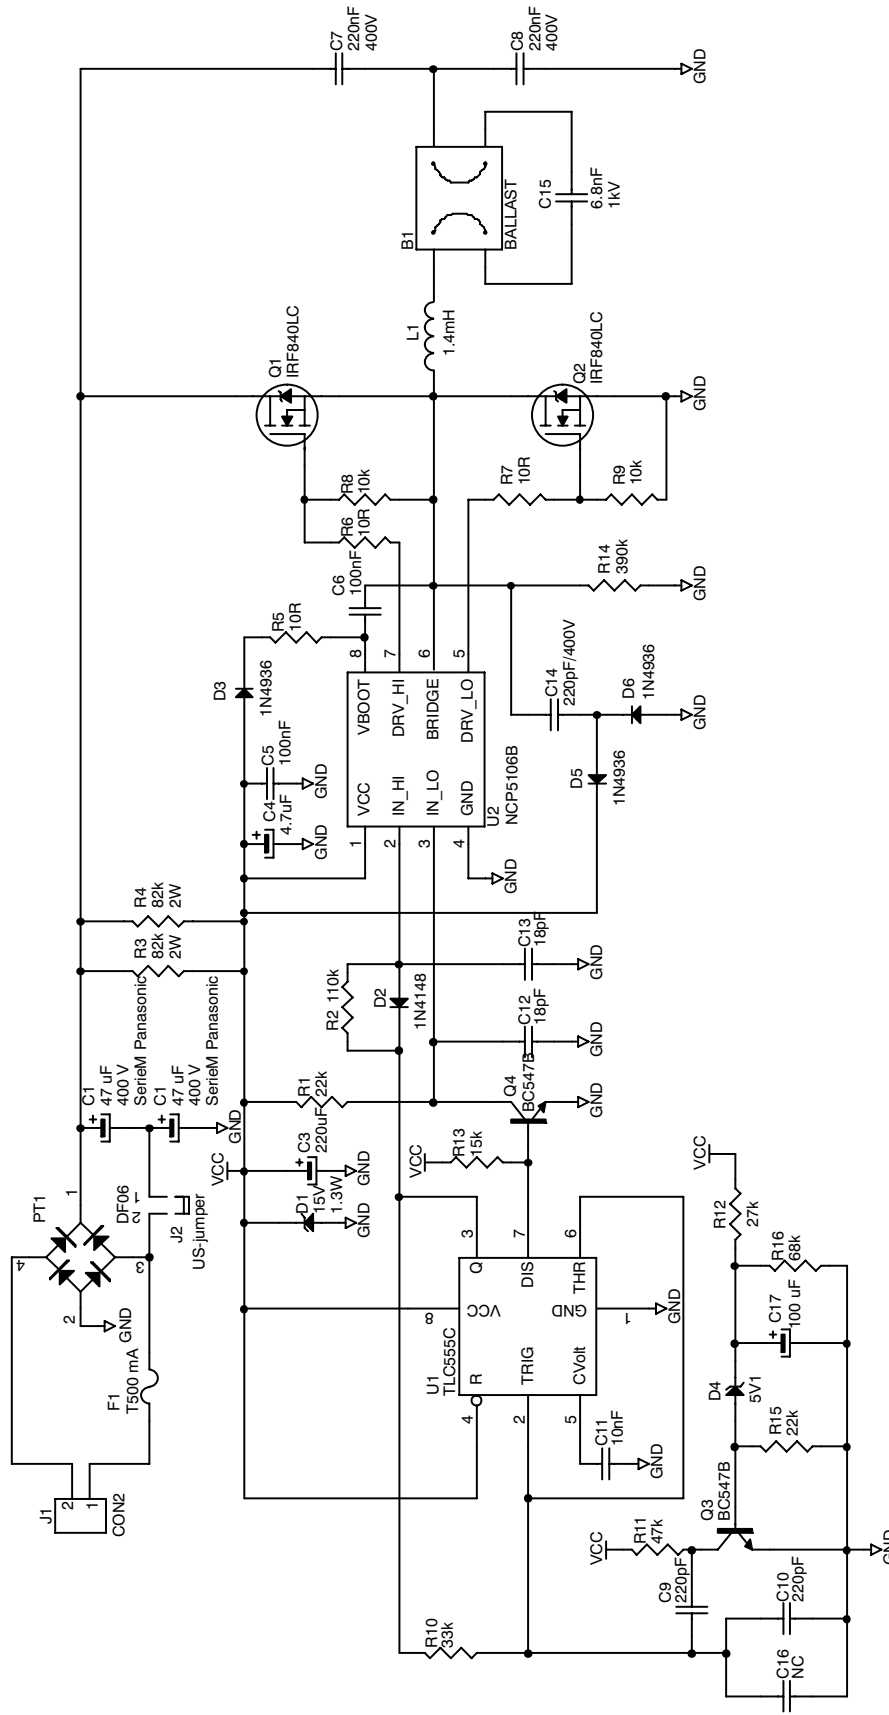 J1
2
1
CON2
F1
T500 mA
PT1
4
1
2
3
GND
DF06
2 1
J2
US-jumper
C1
47 uF
400 V
SerieM Panasonic
C1
47 uF
400 V
SerieM Panasonic
GND
R3
82k
2W
R4
82k
2W
VCC
D1
15V
1.3W
GND
C3
220uF
GND
R1
22k
C4
4.7uF
GND
C5
100nF
GND
D3
1N4936
R5
10R
C6
100nF
R6
10R
R8
10k
Q1
IRF840LC
C7
220nF
400V
C8
220nF
400V
GND
L1
1.4mH
B1
BALLAST
C15
6.8nF
1kV
Q2
IRF840LC
GND
R7
10R
R9
10k
R14
390k
GND
C14
220pF/400V
D6
1N4936
GND
D5
1N4936
1
2
3
4
VCC
IN_HI
IN_LO
GND
VBOOT
DRV_HI
BRIDGE
DRV_LO
8
7
6
5
U2
NCP5106B
GND
R2 110k
D2
1N4148
C13
18pF
GND
C12
18pF
GND
Q4
BC547B
GND
VCC
R13
15k
U1
TLC555C
4
R
8
VCC
3
Q
2
TRIG
7
DIS
5
CVolt
GND
1
GND
6
THR
C11
10nF
GND
R10
33k
VCC
R11
47k
C9
220pF
C16
NC
C10
220pF
GND
Q3
BC547B
R15
22k
D4
5V1
C17
100 uF
R16
68k
R12
27k
VCC